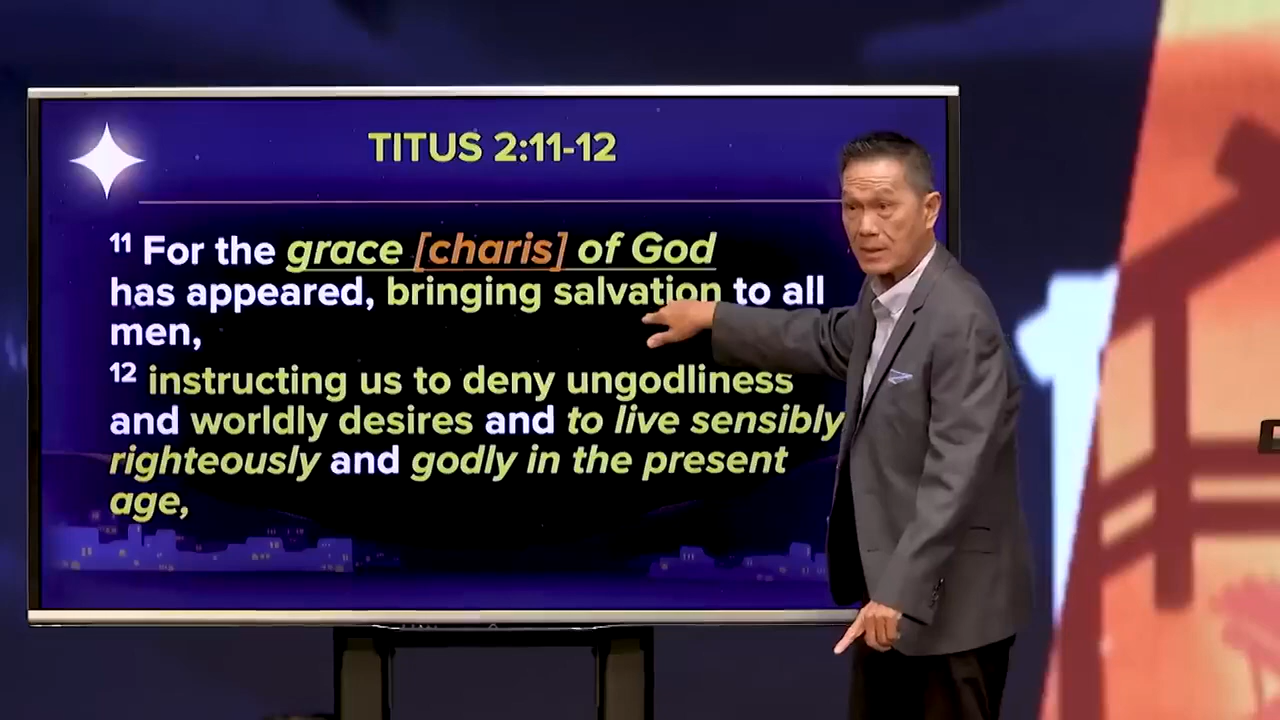 TITUS 2:11-12
11 For the grace [charis] of God
has appeared, bringing salvation to all
men,
12 instructing us to deny ungodliness
and worldly desires and to live sensibly
righteously and godly in the present
age,